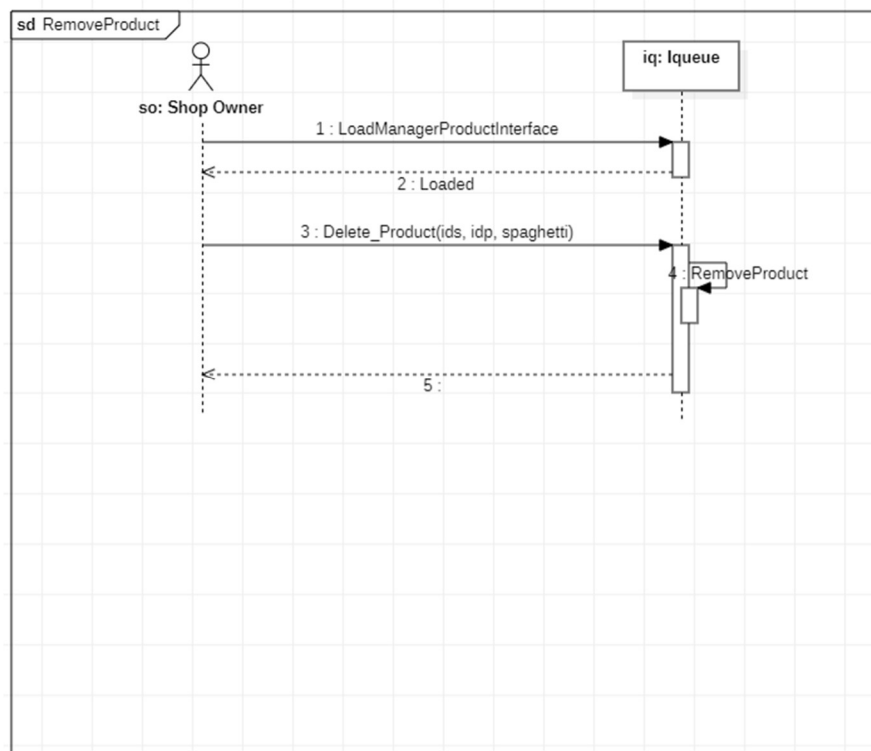 sd RemoveProduct
so: Shop Owner
iq: Iqueue
1 : LoadManagerProductInterface
2 : Loaded
3 : Delete_Product(ids, idp, spaghetti)
4 : RemoveProduct
5 :